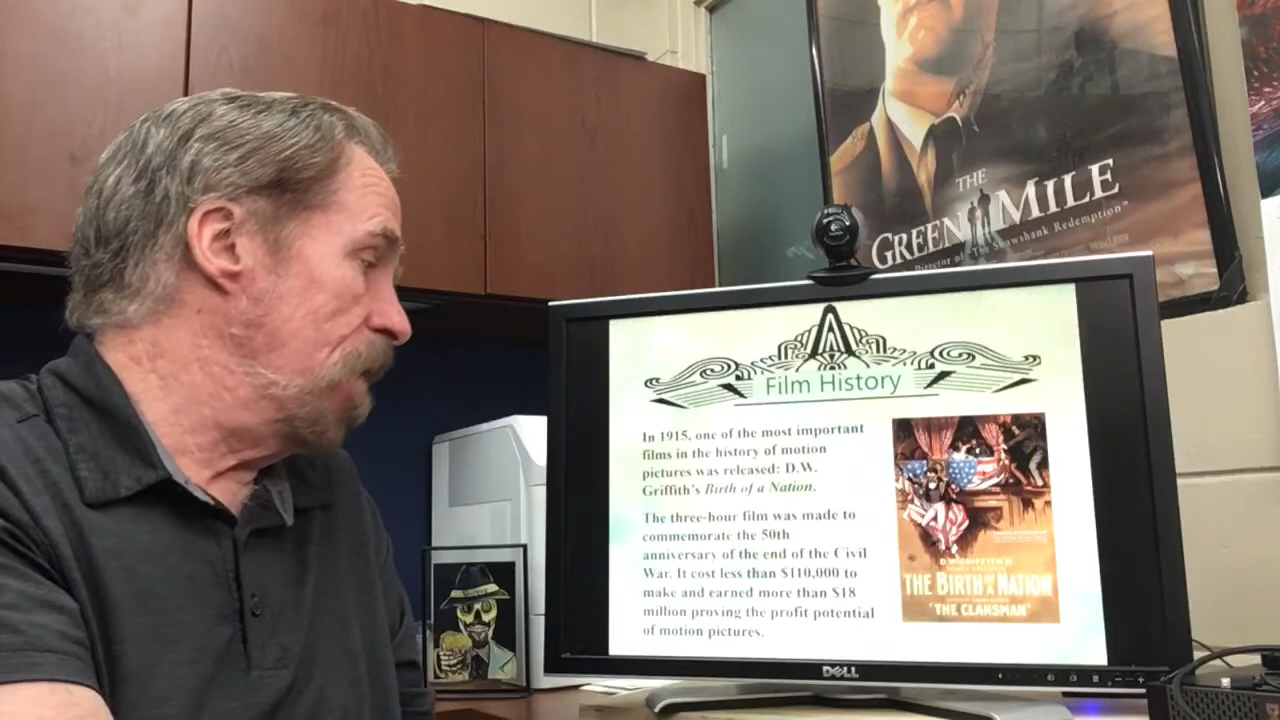 THE
GREEN MILE
Director of "The Shawshank Redemption"
Film History
In 1915, one of the most important
films in the history of motion
pictures was released: D.W.
Griffith's Birth of a Nation.
The three-hour film was made to
commemorate the 50th
anniversary of the end of the Civil
War. It cost less than $110,000 to
make and earned more than $18
million proving the profit potential
of motion pictures.
D.W. GRIFFITH'S
THE BIRTH OF A NATION
"THE CLANSMAN"
DELL